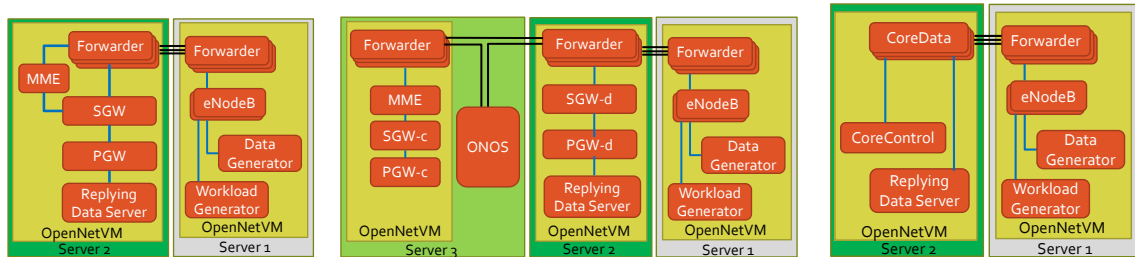 Forwarder
MME
SGW
PGW
Replying
Data Server
OpenNetVM
Server 2
Forwarder
eNodeB
Data
Generator
Workload
Generator
OpenNetVM
Server 1
Forwarder
MME
SGW-c
PGW-c
OpenNetVM
ONOS
Server 3
Forwarder
SGW-d
PGW-d
Replying
Data Server
OpenNetVM
Server 2
Forwarder
eNodeB
Data
Generator
Workload
Generator
OpenNetVM
Server 1
CoreData
CoreControl
Replying
Data Server
OpenNetVM
Server 2
Forwarder
eNodeB
Data
Generator
Workload
Generator
OpenNetVM
Server 1